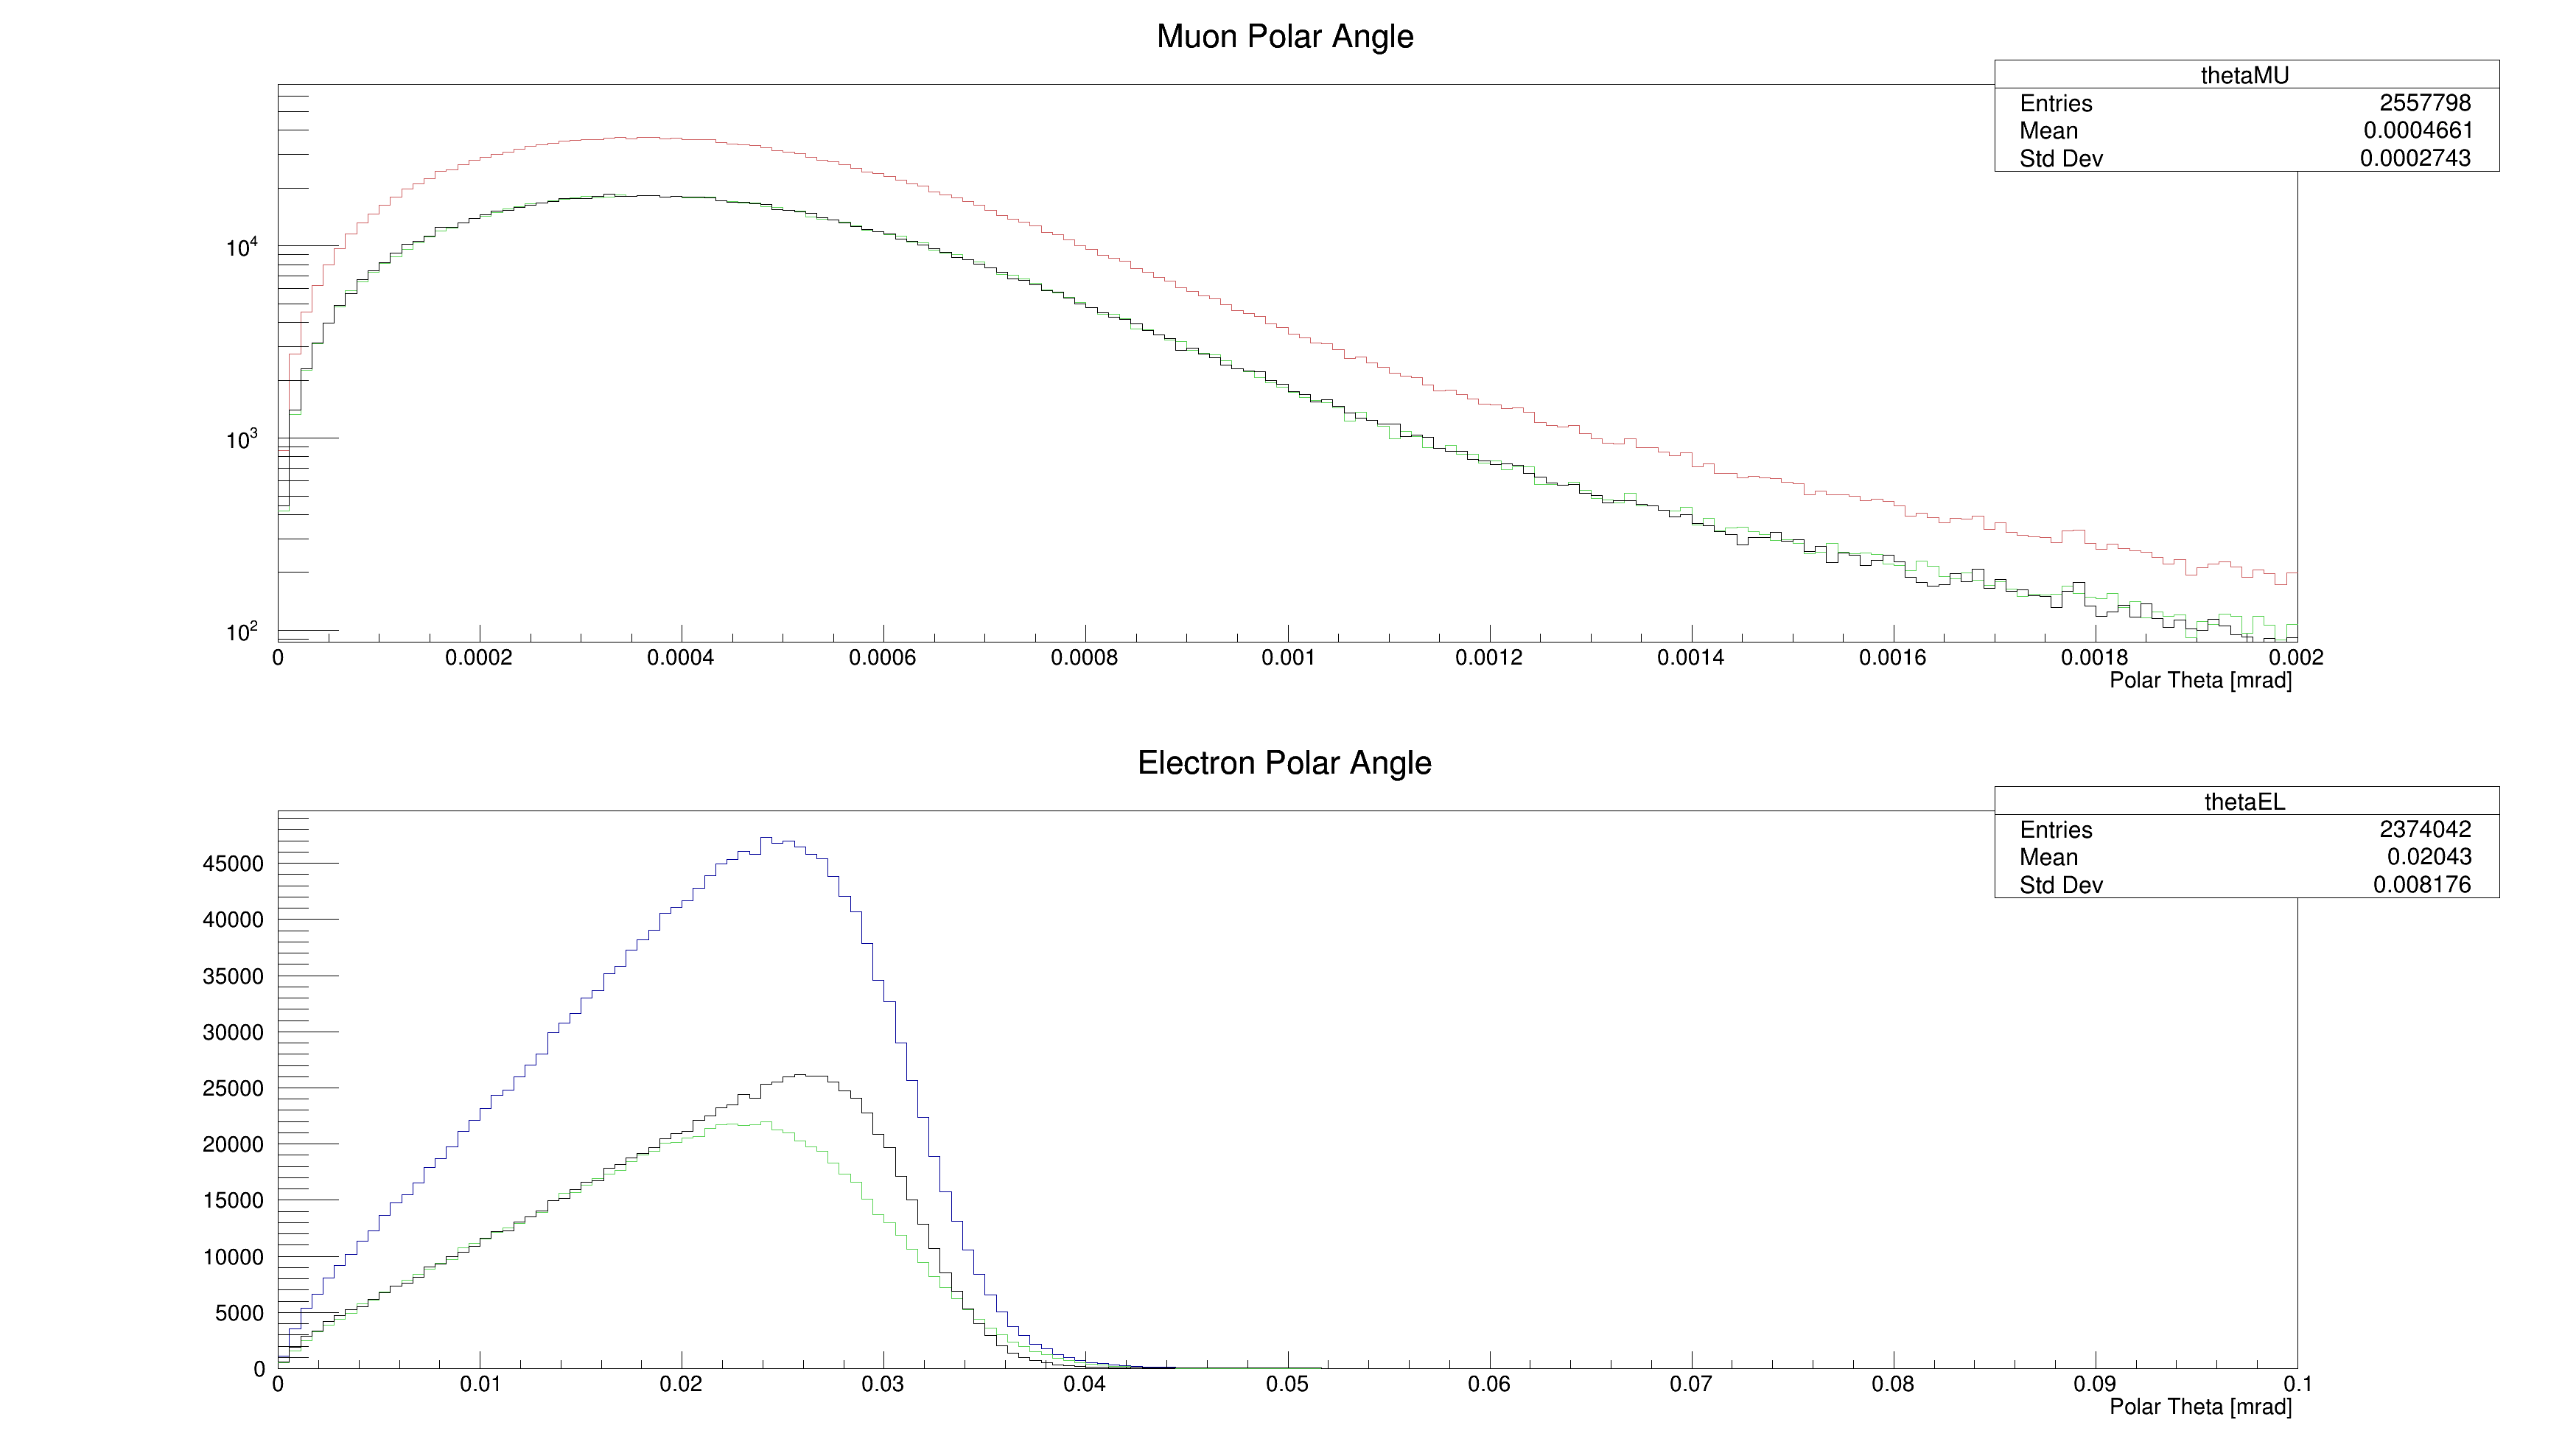 Muon Polar Angle
thetaMU
Entries 2557798
Mean 0.0004661
Std Dev 0.0002743
10^4
10^3
10^2
0 0.0002 0.0004 0.0006 0.0008 0.001 0.0012 0.0014 0.0016 0.0018 0.002
Polar Theta [mrad]
Electron Polar Angle
thetaEL
Entries 2374042
Mean 0.02043
Std Dev 0.008176
45000
40000
35000
30000
25000
20000
15000
10000
5000
0
0 0.01 0.02 0.03 0.04 0.05 0.06 0.07 0.08 0.09 0.1
Polar Theta [mrad]